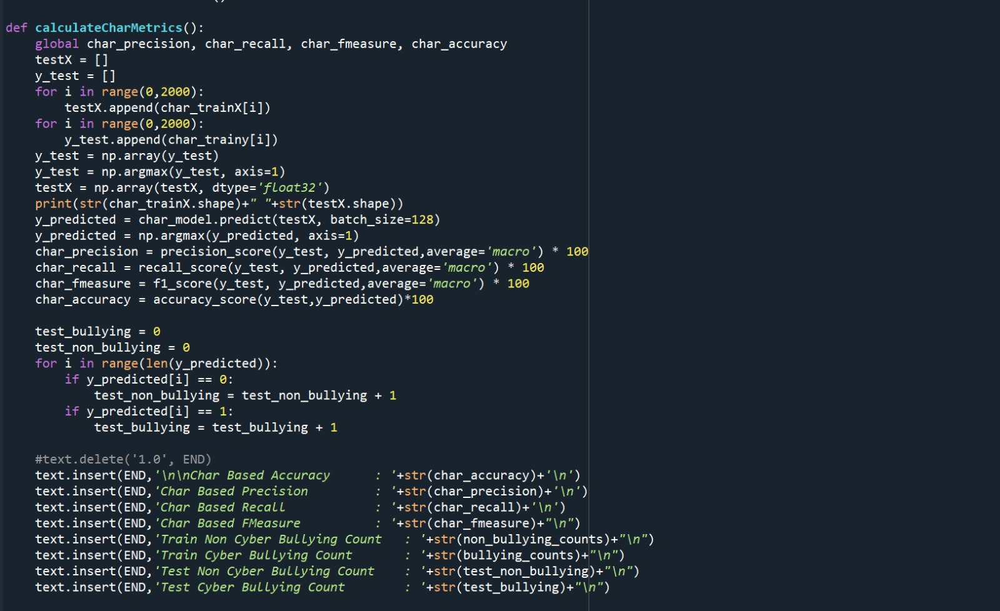 def calculateCharMetrics():
    global char_precision, char_recall, char_fmeasure, char_accuracy
    testX = []
    y_test = []
    for i in range(0,2000):
        testX.append(char_trainX[i])
    for i in range(0,2000):
        y_test.append(char_trainy[i])
    y_test = np.array(y_test)
    y_test = np.argmax(y_test, axis=1)
    testX = np.array(testX, dtype='float32')
    print(str(char_trainX.shape)+" "+str(testX.shape))
    y_predicted = char_model.predict(testX, batch_size=128)
    y_predicted = np.argmax(y_predicted, axis=1)
    char_precision = precision_score(y_test, y_predicted,average='macro') * 100
    char_recall = recall_score(y_test, y_predicted,average='macro') * 100
    char_fmeasure = f1_score(y_test, y_predicted,average='macro') * 100
    char_accuracy = accuracy_score(y_test,y_predicted)*100

    test_bullying = 0
    test_non_bullying = 0
    for i in range(len(y_predicted)):
        if y_predicted[i] == 0:
            test_non_bullying = test_non_bullying + 1
        if y_predicted[i] == 1:
            test_bullying = test_bullying + 1

    #text.delete('1.0', END)
    text.insert(END,'\n\nChar Based Accuracy      : '+str(char_accuracy)+'\n')
    text.insert(END,'Char Based Precision         : '+str(char_precision)+'\n')
    text.insert(END,'Char Based Recall            : '+str(char_recall)+'\n')
    text.insert(END,'Char Based FMeasure          : '+str(char_fmeasure)+"\n")
    text.insert(END,'Train Non Cyber Bullying Count   : '+str(non_bullying_counts)+"\n")
    text.insert(END,'Train Cyber Bullying Count       : '+str(bullying_counts)+"\n")
    text.insert(END,'Test Non Cyber Bullying Count    : '+str(test_non_bullying)+"\n")
    text.insert(END,'Test Cyber Bullying Count        : '+str(test_bullying)+"\n")